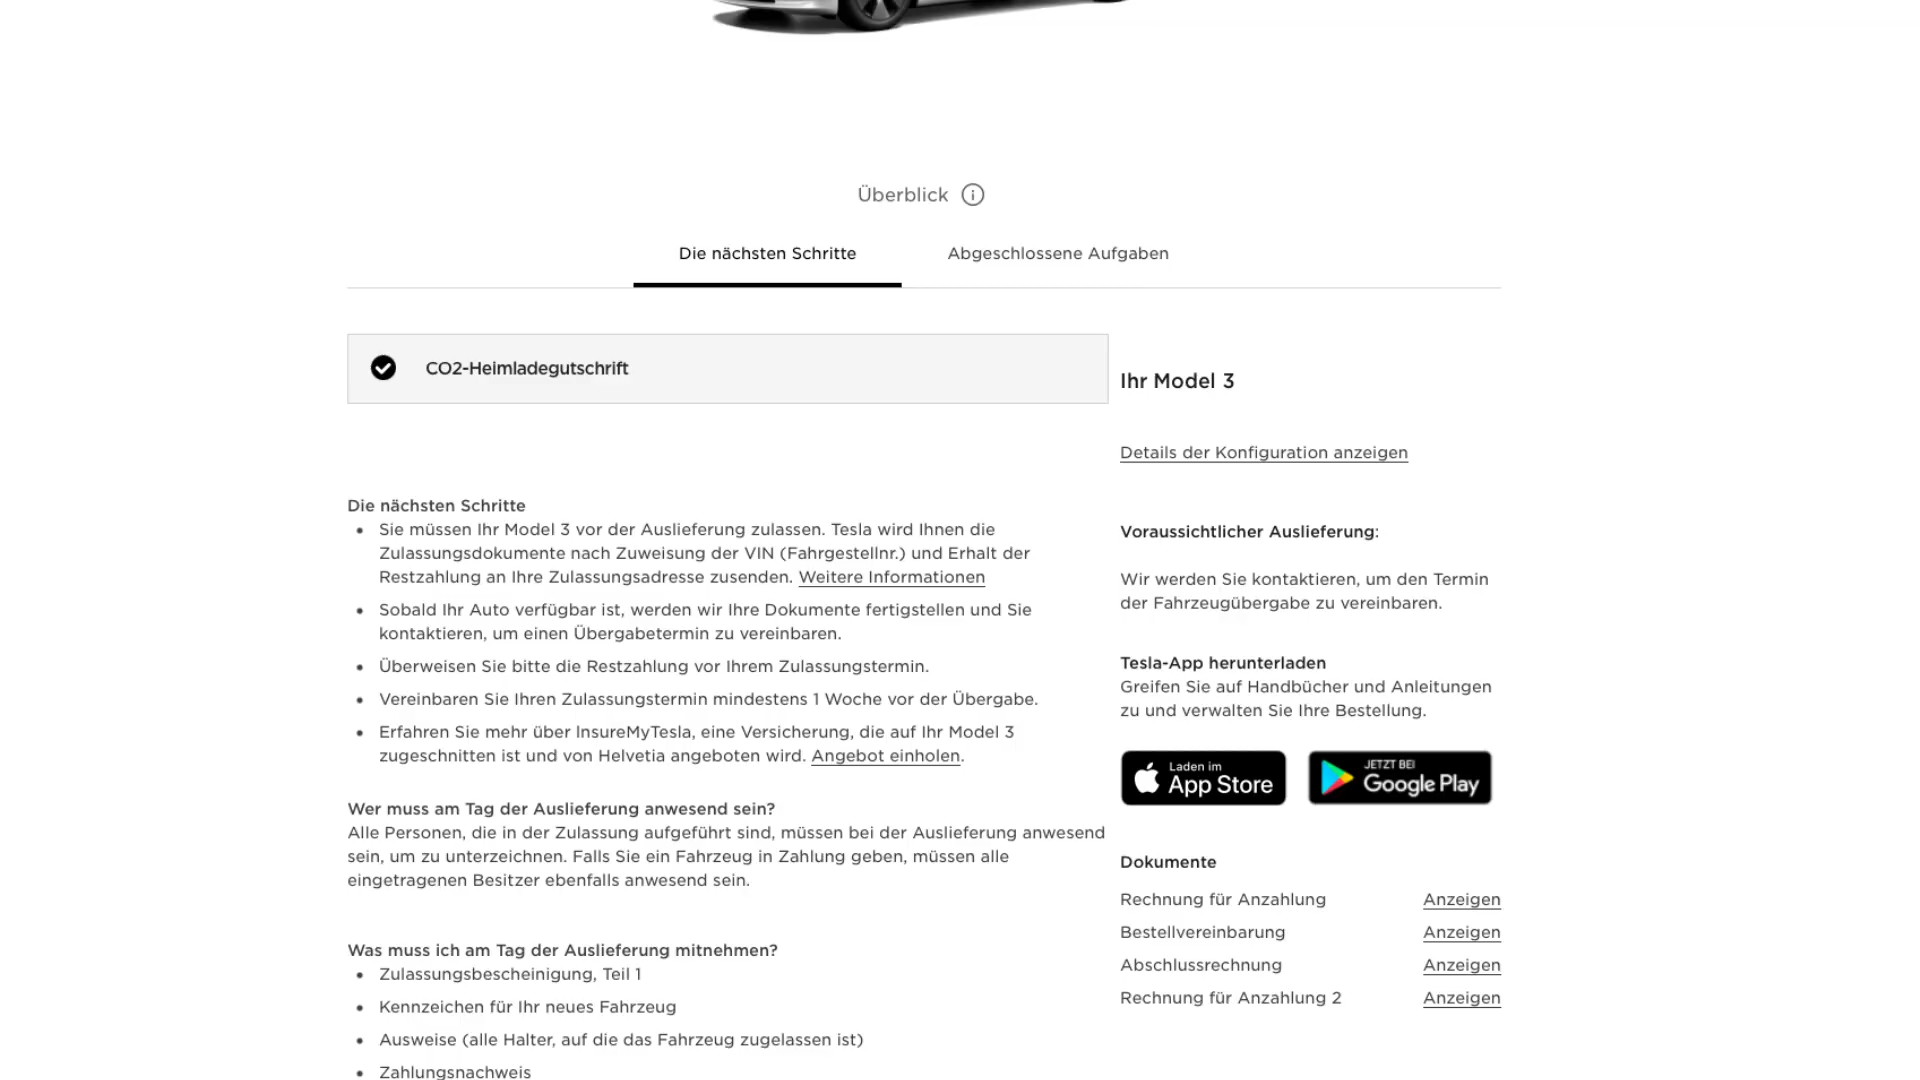 Überblick
Die nächsten Schritte
Abgeschlossene Aufgaben
CO2-Heimladegutschrift
Die nächsten Schritte
Sie müssen Ihr Model 3 vor der Auslieferung zulassen. Tesla wird Ihnen die
Zulassungsdokumente nach Zuweisung der VIN (Fahrgestellnr.) und Erhalt der
Restzahlung an Ihre Zulassungsadresse zusenden. Weitere Informationen
Sobald Ihr Auto verfügbar ist, werden wir Ihre Dokumente fertigstellen und Sie
kontaktieren, um einen Übergabetermin zu vereinbaren.
Überweisen Sie bitte die Restzahlung vor Ihrem Zulassungstermin.
Vereinbaren Sie Ihren Zulassungstermin mindestens 1 Woche vor der Übergabe.
Erfahren Sie mehr über InsureMyTesla, eine Versicherung, die auf Ihr Model 3
zugeschnitten ist und von Helvetia angeboten wird. Angebot einholen.
Wer muss am Tag der Auslieferung anwesend sein?
Alle Personen, die in der Zulassung aufgeführt sind, müssen bei der Auslieferung anwesend
sein, um zu unterzeichnen. Falls Sie ein Fahrzeug in Zahlung geben, müssen alle
eingetragenen Besitzer ebenfalls anwesend sein.
Was muss ich am Tag der Auslieferung mitnehmen?
Zulassungsbescheinigung, Teil 1
Kennzeichen für Ihr neues Fahrzeug
Ausweise (alle Halter, auf die das Fahrzeug zugelassen ist)
Zahlungsnachweis
Ihr Model 3
Details der Konfiguration anzeigen
Voraussichtlicher Auslieferung:
Wir werden Sie kontaktieren, um den Termin
der Fahrzeugübergabe zu vereinbaren.
Tesla-App herunterladen
Greifen Sie auf Handbücher und Anleitungen
zu und verwalten Sie Ihre Bestellung.
Laden im
App Store
JETZT BEI
Google Play
Dokumente
Rechnung für Anzahlung Anzeigen
Bestellvereinbarung Anzeigen
Abschlussrechnung Anzeigen
Rechnung für Anzahlung 2 Anzeigen